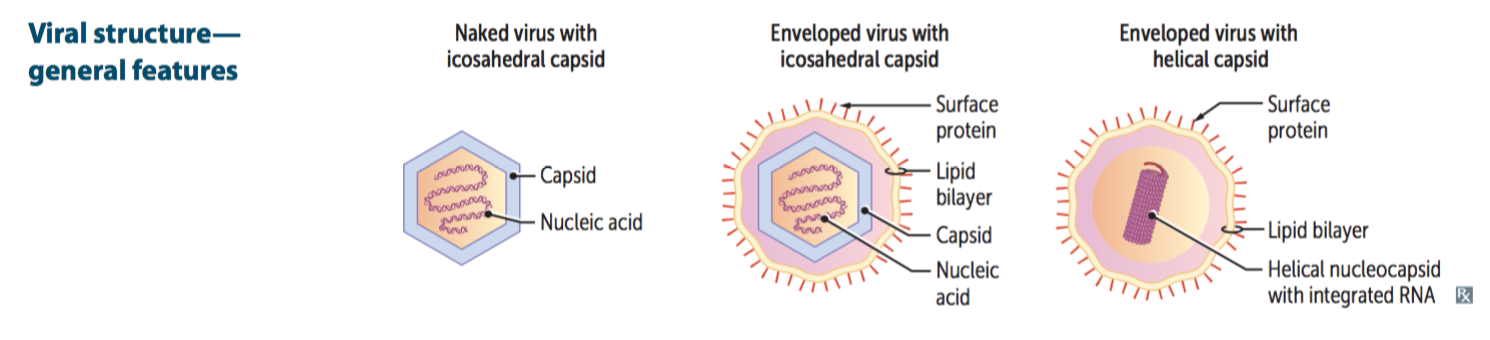 Viral structure—
general features
Naked virus with
icosahedral capsid
Capsid
Nucleic acid
Enveloped virus with
icosahedral capsid
Surface
protein
Lipid
bilayer
Capsid
Nucleic
acid
Enveloped virus with
helical capsid
Surface
protein
Lipid bilayer
Helical nucleocapsid
with integrated RNA
Rx